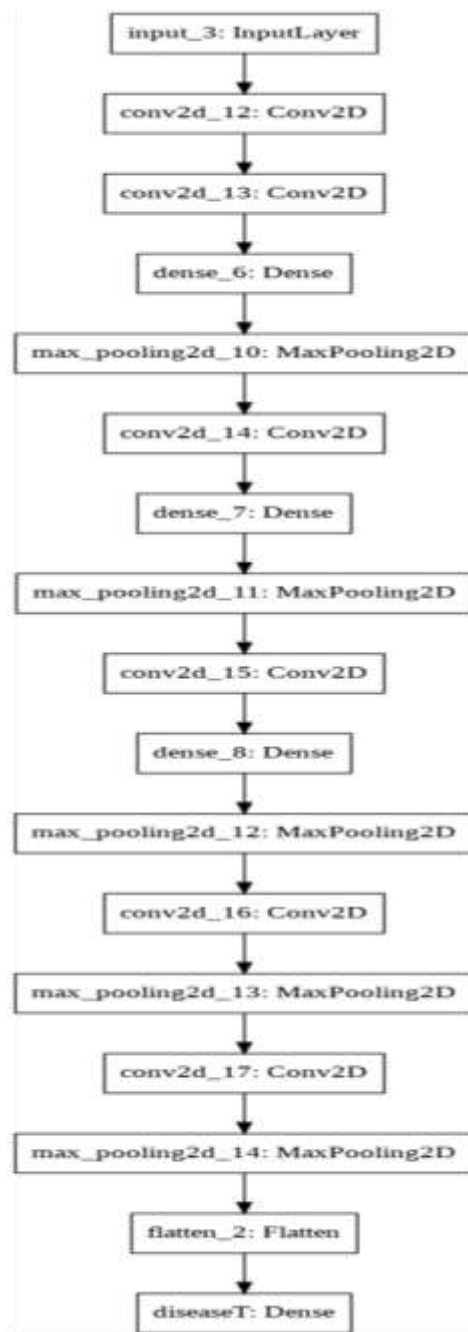 input_3: InputLayer
conv2d_12: Conv2D
conv2d_13: Conv2D
dense_6: Dense
max_pooling2d_10: MaxPooling2D
conv2d_14: Conv2D
dense_7: Dense
max_pooling2d_11: MaxPooling2D
conv2d_15: Conv2D
dense_8: Dense
max_pooling2d_12: MaxPooling2D
conv2d_16: Conv2D
max_pooling2d_13: MaxPooling2D
conv2d_17: Conv2D
max_pooling2d_14: MaxPooling2D
flatten_2: Flatten
diseaseT: Dense